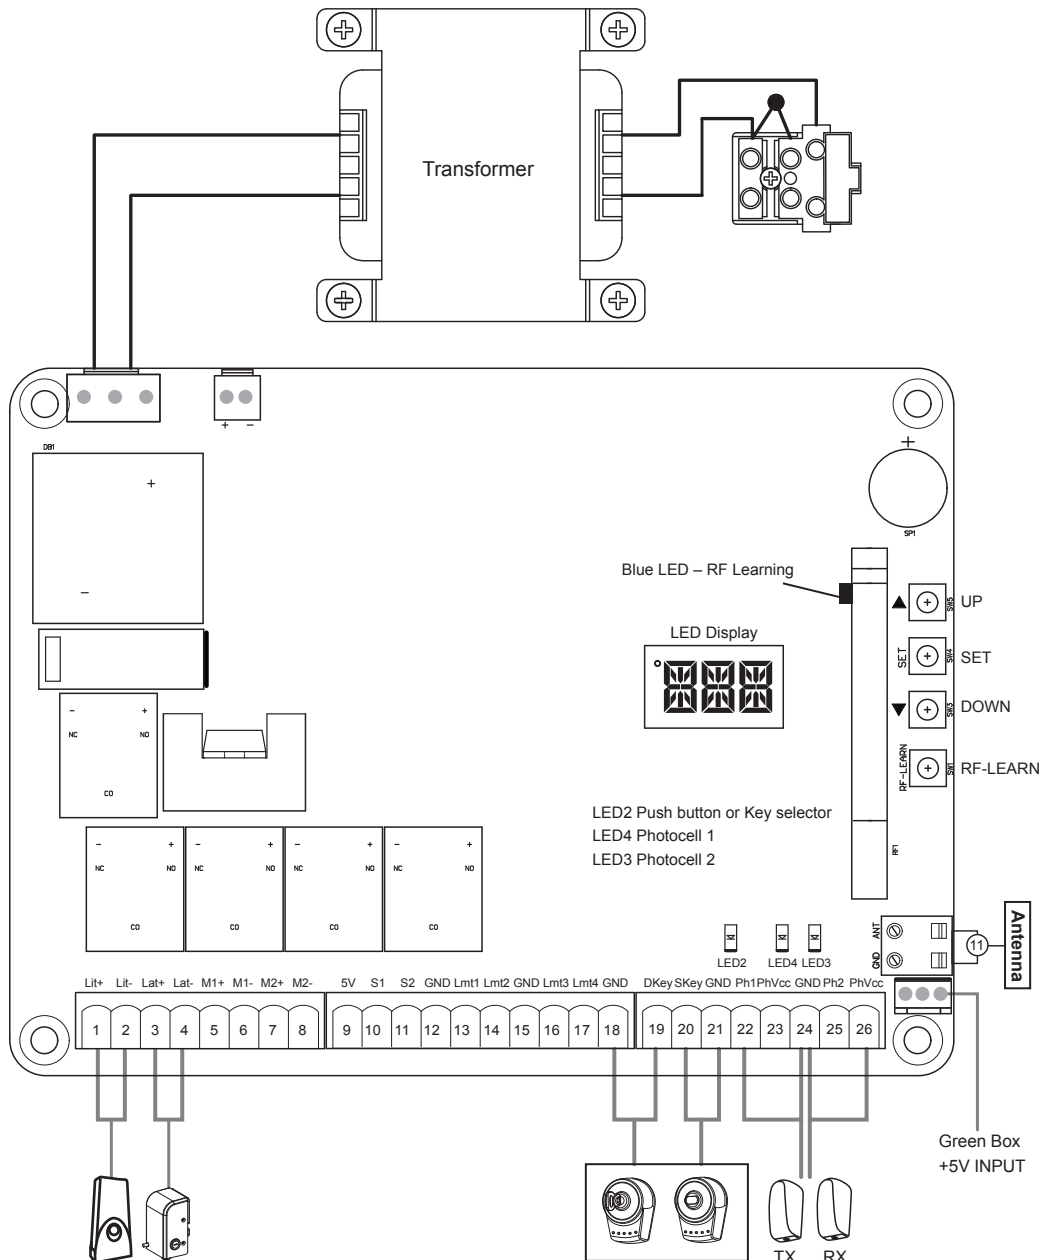 Transformer
+ −
DB1
+
−
+
SP1
Blue LED – RF Learning
LED Display
▲ SW5 UP
SET SW4 SET
▼ SW3 DOWN
RF-LEARN SW1 RF-LEARN
RF1
− +
NC NO
CO
LED2 Push button or Key selector
LED4 Photocell 1
LED3 Photocell 2
− + − + − + − +
NC NO NC NO NC NO NC NO
CO CO CO CO
LED2 LED4 LED3
ANT
GND
11
Antenna
Lit+ Lit- Lat+ Lat- M1+ M1- M2+ M2- 5V S1 S2 GND Lmt1 Lmt2 GND Lmt3 Lmt4 GND DKey SKey GND Ph1 PhVcc GND Ph2 PhVcc
1 2 3 4 5 6 7 8 9 10 11 12 13 14 15 16 17 18 19 20 21 22 23 24 25 26
Green Box
+5V INPUT
TX RX